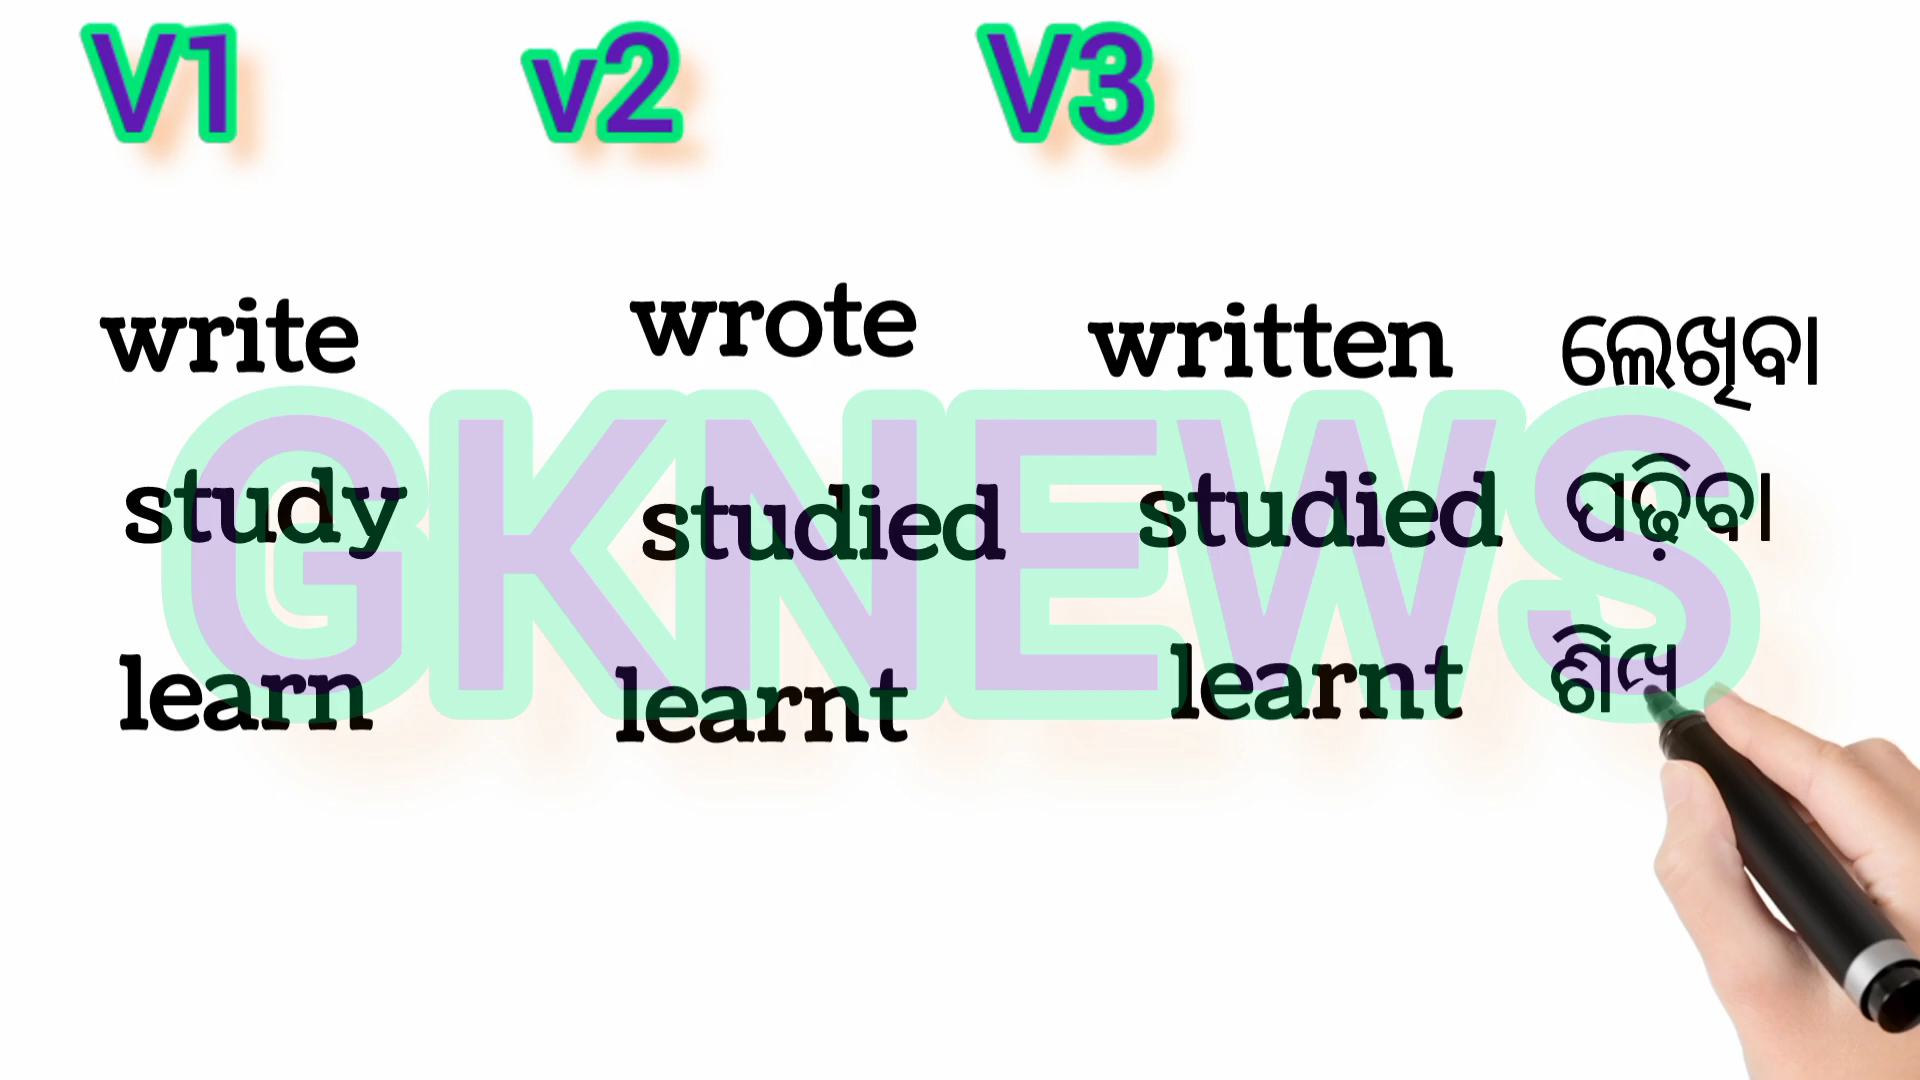 V1 v2 V3
write wrote written ଲେଖିବା
study studied studied ପଢ଼ିବା
GKNEWS
learn learnt learnt